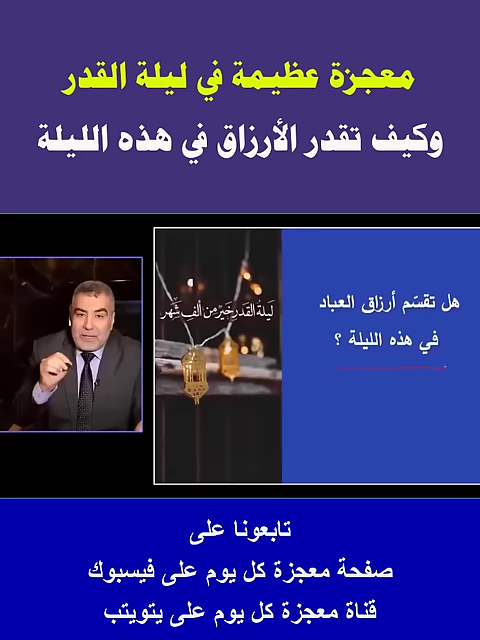 معجزة عظيمة في ليلة القدر
وكيف تقدر الأرزاق في هذه الليلة
ليلة القدر خير من ألف شهر
هل تقسّم أرزاق العباد
في هذه الليلة ؟
تابعونا على
صفحة معجزة كل يوم على فيسبوك
قناة معجزة كل يوم على يتويتب